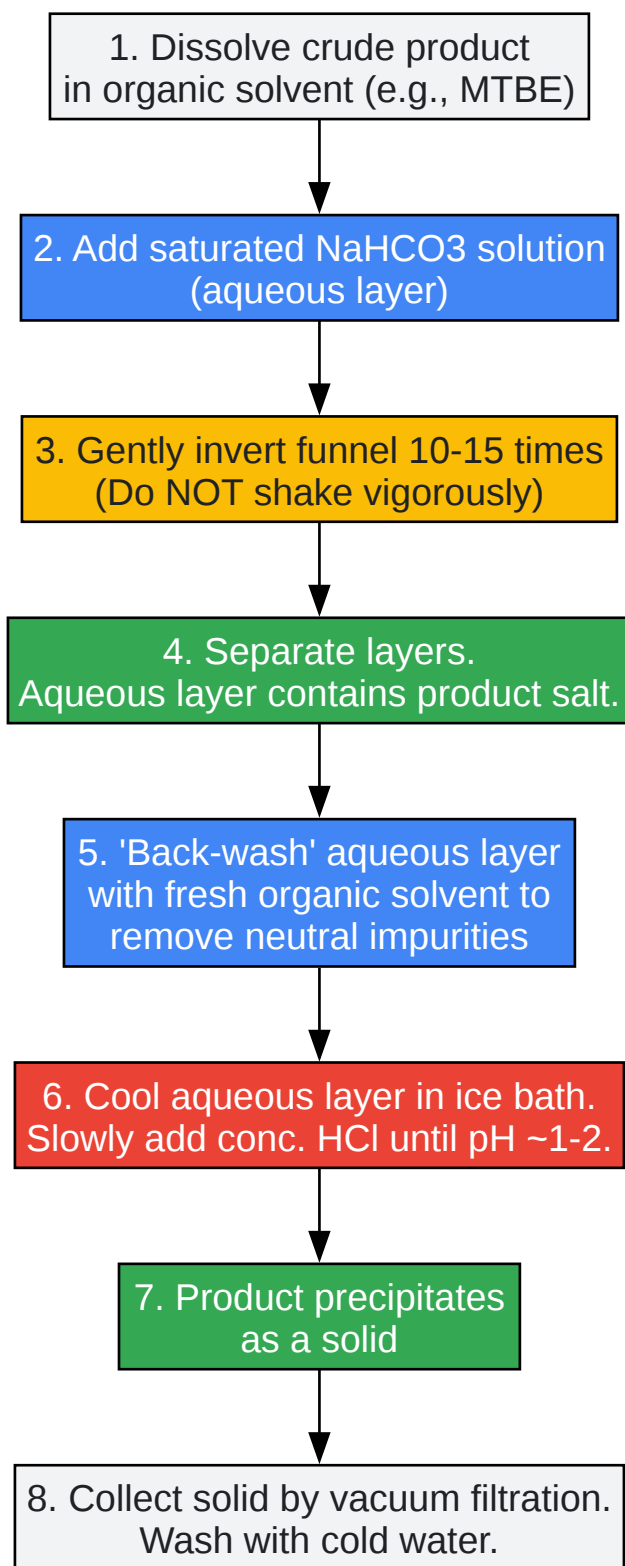 1. Dissolve crude product
in organic solvent (e.g., MTBE)
2. Add saturated NaHCO3 solution
(aqueous layer)
3. Gently invert funnel 10-15 times
(Do NOT shake vigorously)
4. Separate layers.
Aqueous layer contains product salt.
5. 'Back-wash' aqueous layer
with fresh organic solvent to
remove neutral impurities
6. Cool aqueous layer in ice bath.
Slowly add conc. HCl until pH ~1-2.
7. Product precipitates
as a solid
8. Collect solid by vacuum filtration.
Wash with cold water.